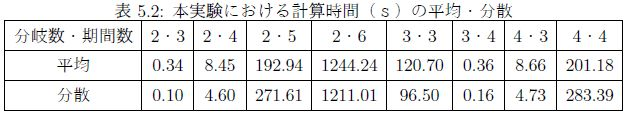 表 5.2: 本実験における計算時間（ｓ）の平均・分散
分岐数・期間数 2・3 2・4 2・5 2・6 3・3 3・4 4・3 4・4
平均 0.34 8.45 192.94 1244.24 120.70 0.36 8.66 201.18
分散 0.10 4.60 271.61 1211.01 96.50 0.16 4.73 283.39